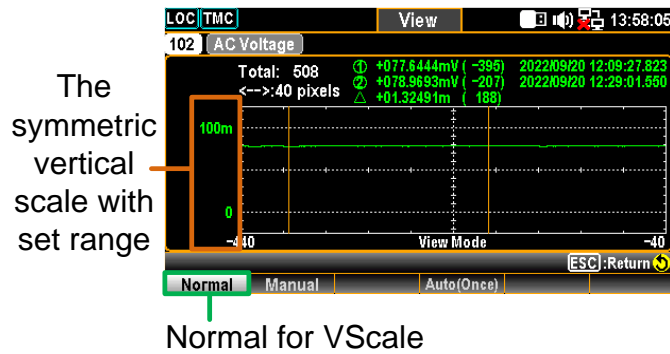 LOC TMC View 13:58:05
102 AC Voltage
Total: 508
<-->:40 pixels
① +077.6444mV ( -395) 2022/09/20 12:09:27.823
② +078.9693mV ( -207) 2022/09/20 12:29:01.550
△ +01.32491m ( 188)
100m
0
-440 View Mode -40
ESC :Return
Normal Manual Auto(Once)
The
symmetric
vertical
scale with
set range
Normal for VScale